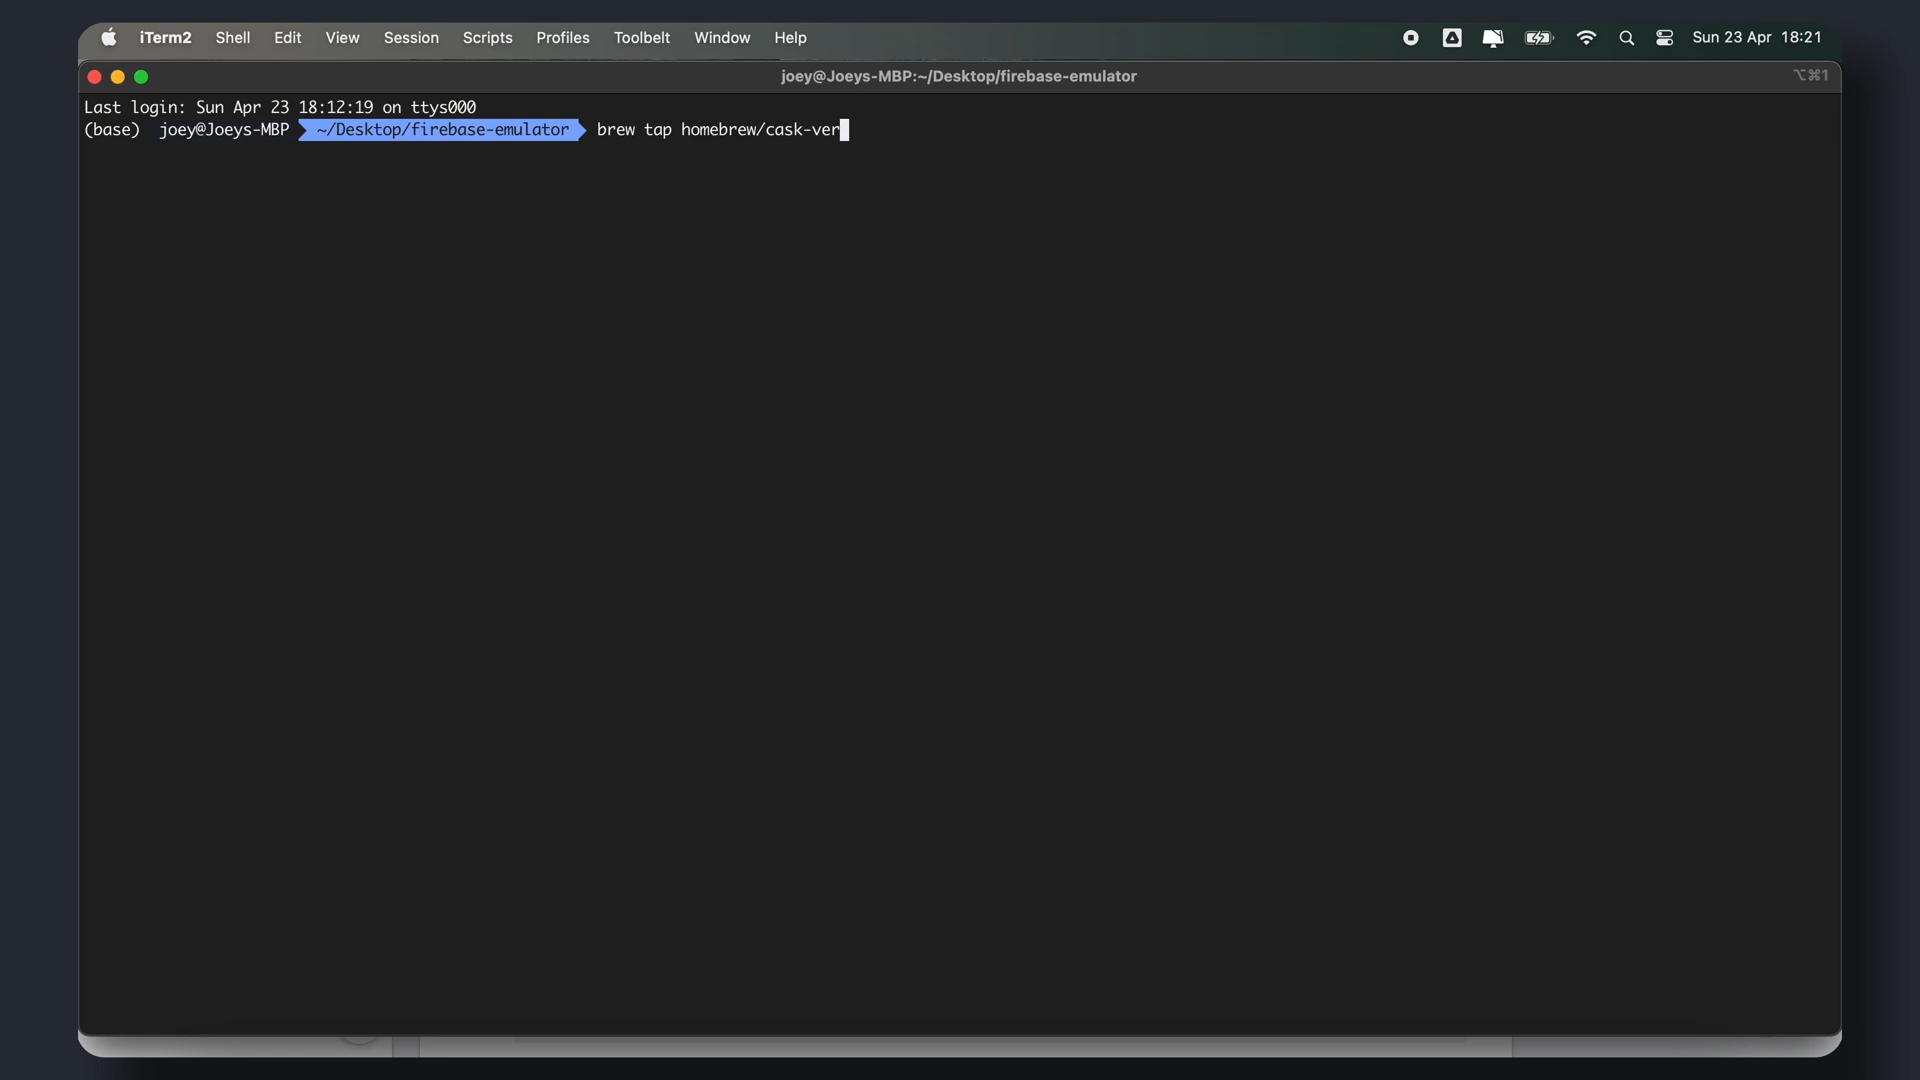 iTerm2 Shell Edit View Session Scripts Profiles Toolbelt Window Help Sun 23 Apr 18:21
joey@Joeys-MBP:~/Desktop/firebase-emulator ⌥⌘1
Last login: Sun Apr 23 18:12:19 on ttys000
(base) joey@Joeys-MBP ~/Desktop/firebase-emulator brew tap homebrew/cask-ver